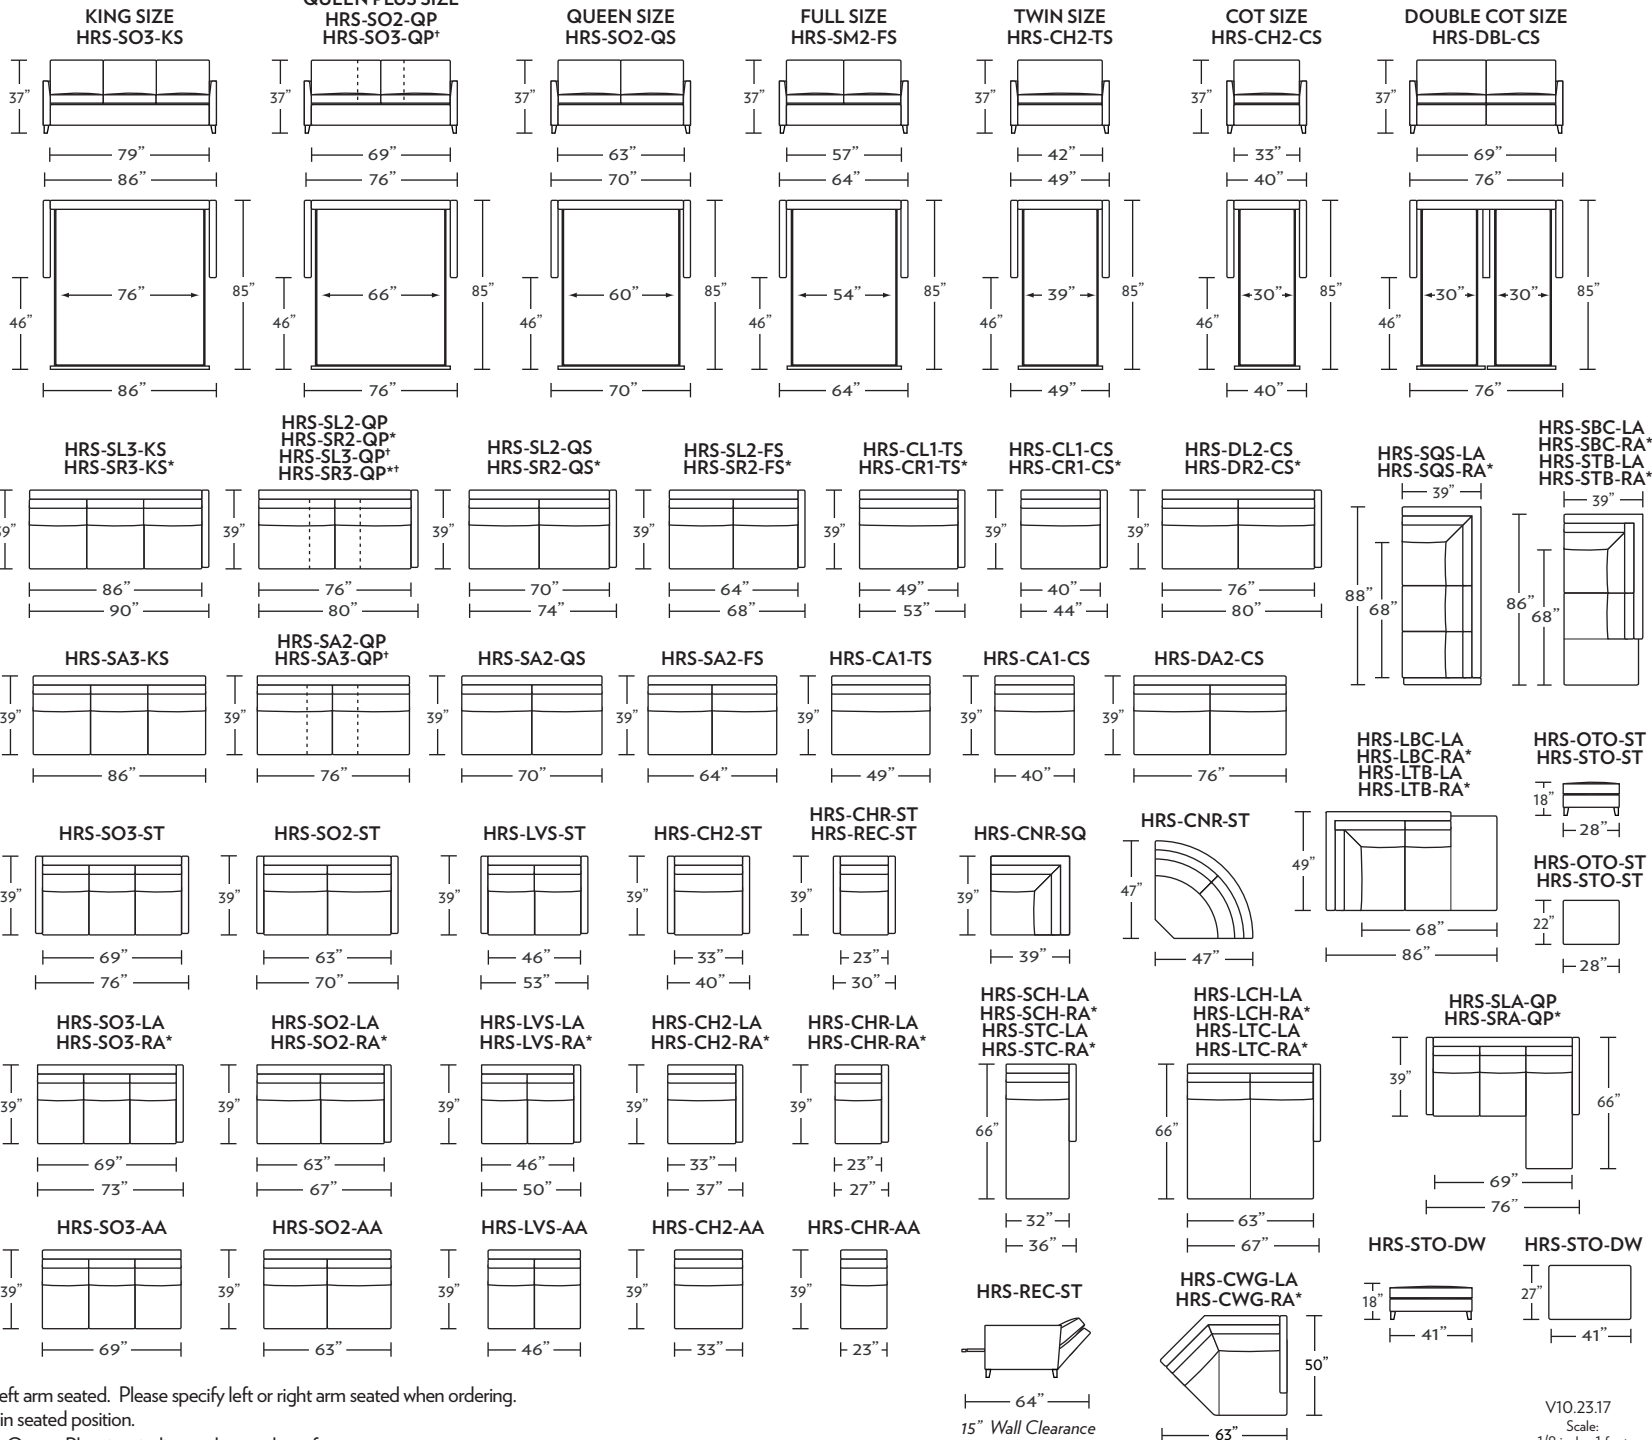 KING SIZE
HRS-SO3-KS
QUEEN PLUS SIZE
HRS-SO2-QP
HRS-SO3-QP†
QUEEN SIZE
HRS-SO2-QS
FULL SIZE
HRS-SM2-FS
TWIN SIZE
HRS-CH2-TS
COT SIZE
HRS-CH2-CS
DOUBLE COT SIZE
HRS-DBL-CS
37” 37” 37” 37” 37” 37” 37”
79” 69” 63” 57” 42” 33” 69”
86” 76” 70” 64” 49” 40” 76”
76” 85” 66” 85” 60” 85” 54” 85” 39” 85” 30” 85” 30” 30” 85”
46” 46” 46” 46” 46” 46” 46”
86” 76” 70” 64” 49” 40” 76”
HRS-SL3-KS
HRS-SR3-KS*
HRS-SL2-QP
HRS-SR2-QP*
HRS-SL3-QP†
HRS-SR3-QP*†
HRS-SL2-QS
HRS-SR2-QS*
HRS-SL2-FS
HRS-SR2-FS*
HRS-CL1-TS
HRS-CR1-TS*
HRS-CL1-CS
HRS-CR1-CS*
HRS-DL2-CS
HRS-DR2-CS*
39” 39” 39” 39” 39” 39” 39”
86” 76” 70” 64” 49” 40” 76”
90” 80” 74” 68” 53” 44” 80”
HRS-SQS-LA
HRS-SQS-RA*
39”
88” 68”
HRS-SBC-LA
HRS-SBC-RA*
HRS-STB-LA
HRS-STB-RA*
39”
86” 68”
HRS-SA3-KS
HRS-SA2-QP
HRS-SA3-QP†
HRS-SA2-QS
HRS-SA2-FS
HRS-CA1-TS
HRS-CA1-CS
HRS-DA2-CS
39” 39” 39” 39” 39” 39” 39”
86” 76” 70” 64” 49” 40” 76”
HRS-LBC-LA
HRS-LBC-RA*
HRS-LTB-LA
HRS-LTB-RA*
49”
68”
86”
HRS-OTO-ST
HRS-STO-ST
18”
28”
HRS-OTO-ST
HRS-STO-ST
22”
28”
HRS-SO3-ST
HRS-SO2-ST
HRS-LVS-ST
HRS-CH2-ST
HRS-CHR-ST
HRS-REC-ST
HRS-CNR-SQ
HRS-CNR-ST
39” 39” 39” 39” 39” 39” 47”
69” 63” 46” 33” 23” 39” 47”
76” 70” 53” 40” 30”
HRS-SO3-LA
HRS-SO3-RA*
HRS-SO2-LA
HRS-SO2-RA*
HRS-LVS-LA
HRS-LVS-RA*
HRS-CH2-LA
HRS-CH2-RA*
HRS-CHR-LA
HRS-CHR-RA*
39” 39” 39” 39” 39”
69” 63” 46” 33” 23”
73” 67” 50” 37” 27”
HRS-SCH-LA
HRS-SCH-RA*
HRS-STC-LA
HRS-STC-RA*
66”
32”
36”
HRS-LCH-LA
HRS-LCH-RA*
HRS-LTC-LA
HRS-LTC-RA*
66”
63”
67”
HRS-SLA-QP
HRS-SRA-QP*
39” 66”
69”
76”
HRS-SO3-AA
HRS-SO2-AA
HRS-LVS-AA
HRS-CH2-AA
HRS-CHR-AA
39” 39” 39” 39” 39”
69” 63” 46” 33” 23”
HRS-REC-ST
64”
15” Wall Clearance
HRS-CWG-LA
HRS-CWG-RA*
50”
63”
HRS-STO-DW
18”
41”
HRS-STO-DW
27”
41”
eft arm seated. Please specify left or right arm seated when ordering.
in seated position.
V10.23.17
Scale: